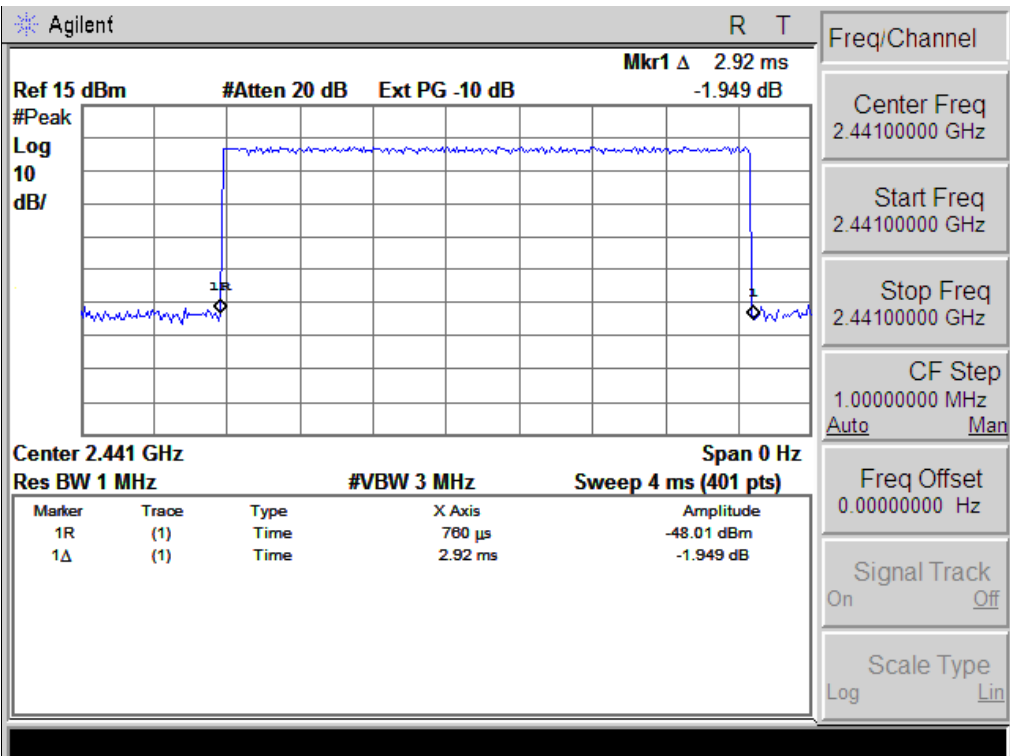 Agilent R T
Mkr1 Δ 2.92 ms
Ref 15 dBm #Atten 20 dB Ext PG -10 dB -1.949 dB
#Peak
Log
10
dB/
1R
1
Center 2.441 GHz Span 0 Hz
Res BW 1 MHz #VBW 3 MHz Sweep 4 ms (401 pts)
Marker Trace Type X Axis Amplitude
1R (1) Time 760 µs -48.01 dBm
1Δ (1) Time 2.92 ms -1.949 dB
Freq/Channel
Center Freq
2.44100000 GHz
Start Freq
2.44100000 GHz
Stop Freq
2.44100000 GHz
CF Step
1.00000000 MHz
Auto Man
Freq Offset
0.00000000 Hz
Signal Track
On Off
Scale Type
Log Lin